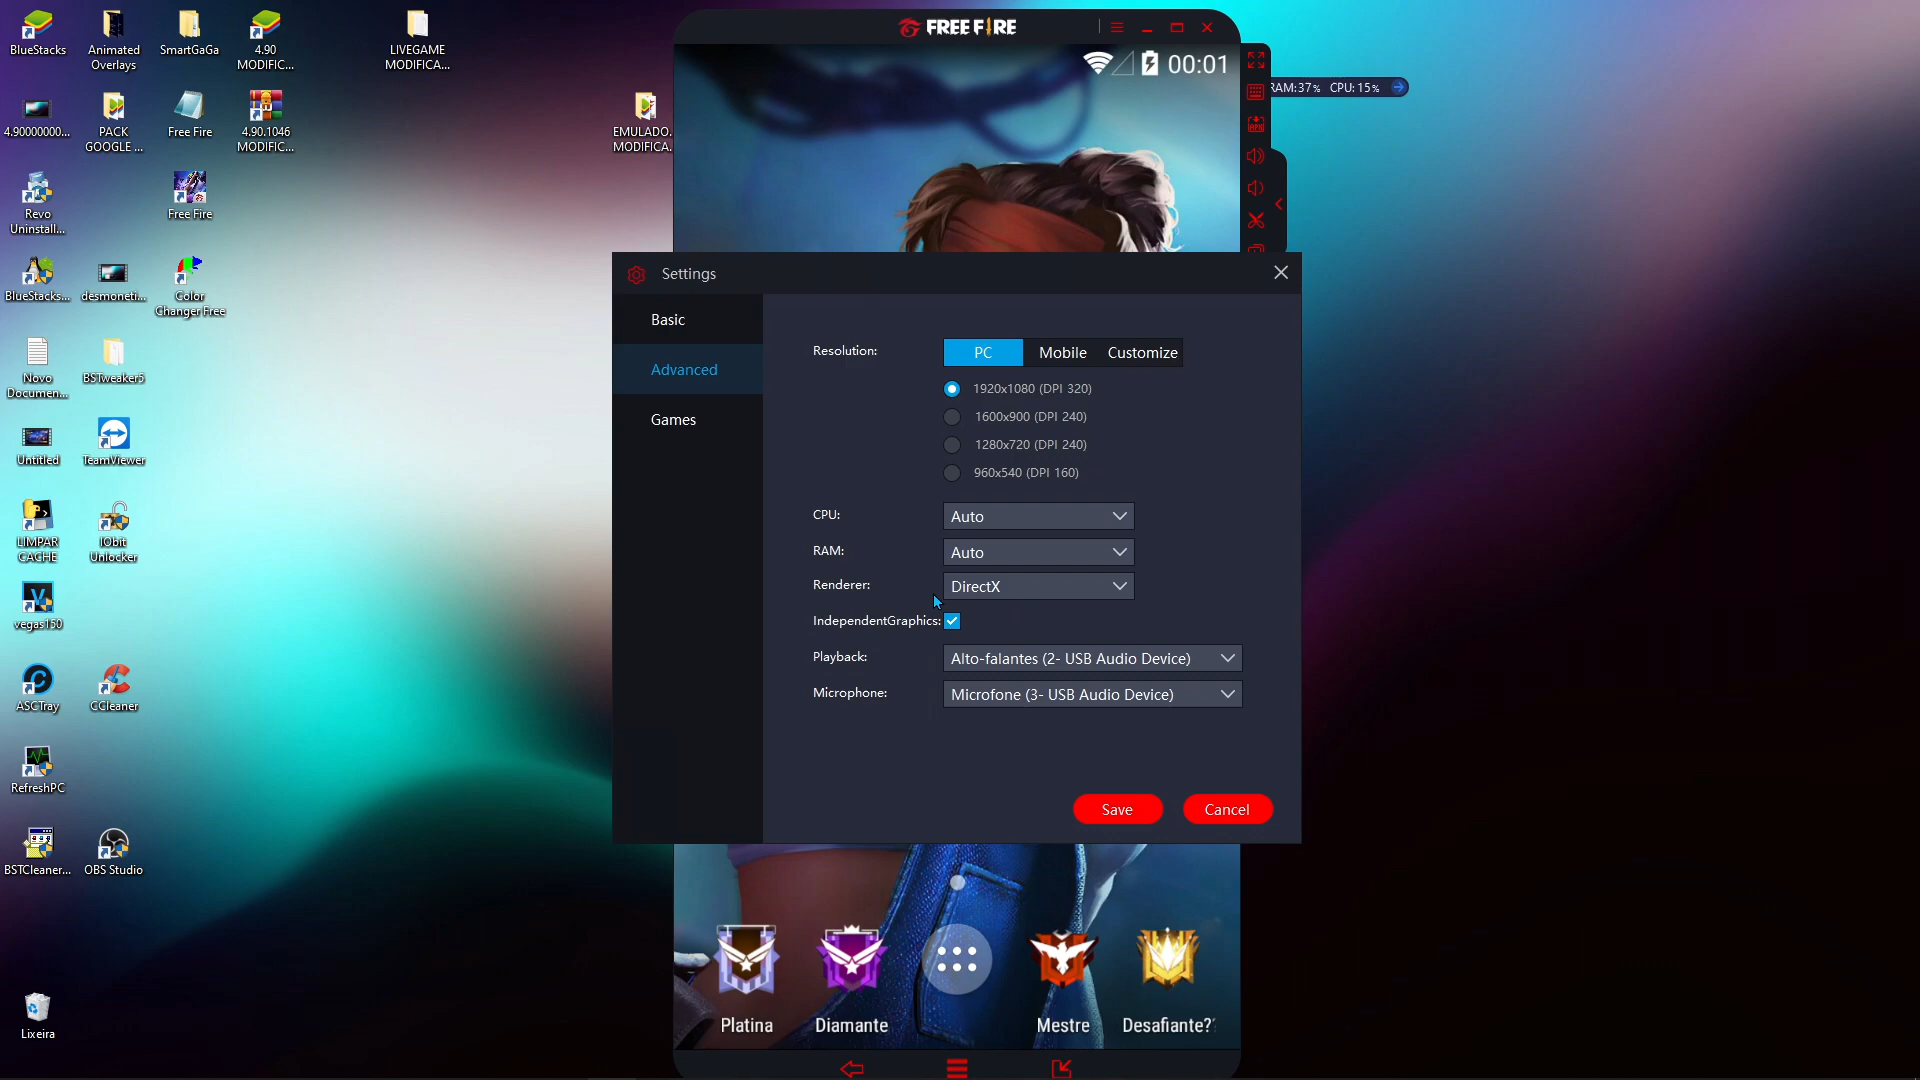 BlueStacks
Animated
Overlays
SmartGaGa
4.90
MODIFIC...
LIVEGAME
MODIFICA...
4.90000000...
PACK
GOOGLE ...
Free Fire
4.90.1046
MODIFIC...
EMULADO.
MODIFICA.
Revo
Uninstall...
Free Fire
BlueStacks...
desmoneti...
Color
Changer Free
Novo
Documen...
BSTweaker5
Untitled
TeamViewer
LIMPAR
CACHE
IObit
Unlocker
vegas150
ASCTray
CCleaner
RefreshPC
BSTCleaner...
OBS Studio
Lixeira
FREE FIRE
00:01
RAM:37% CPU: 15%
Settings
Basic
Advanced
Games
Resolution:
PC
Mobile
Customize
1920x1080 (DPI 320)
1600x900 (DPI 240)
1280x720 (DPI 240)
960x540 (DPI 160)
CPU:
Auto
RAM:
Auto
Renderer:
DirectX
IndependentGraphics:
Playback:
Alto-falantes (2- USB Audio Device)
Microphone:
Microfone (3- USB Audio Device)
Save
Cancel
Platina
Diamante
Mestre
Desafiante?